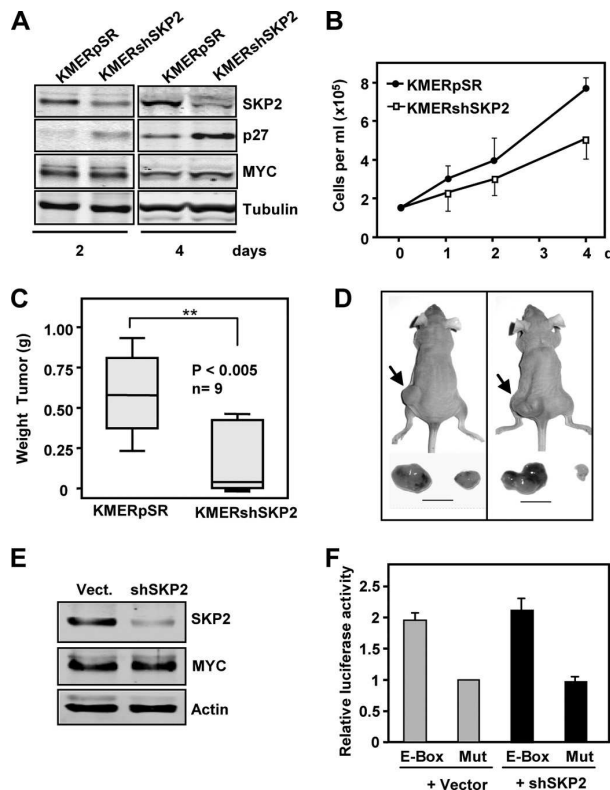 A
KMERpSR KMERshSKP2 KMERpSR KMERshSKP2
SKP2
p27
MYC
Tubulin
2 4 days
B
Cells per ml (x10⁵)
8
6
4
2
0
KMERpSR
KMERshSKP2
0 1 2 3 4 d
C
Weight Tumor (g)
1.00
0.75
0.50
0.25
0
**
P < 0.005
n= 9
KMERpSR KMERshSKP2
D
E
Vect. shSKP2
SKP2
MYC
Actin
F
Relative luciferase activity
2.5
2
1.5
1
0.5
0
E-Box Mut E-Box Mut
+ Vector + shSKP2